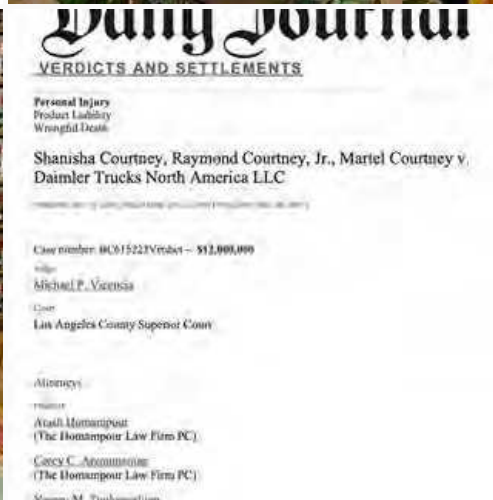 Daily Journal
VERDICTS AND SETTLEMENTS
Personal Injury
Product Liability
Wrongful Death
Shanisha Courtney, Raymond Courtney, Jr., Martel Courtney v.
Daimler Trucks North America LLC
Case number: BC615223Verdict – $12,000,000
Judge
Michael P. Vicencia
Court
Los Angeles County Superior Court
Attorneys
Arash Homampour
(The Homampour Law Firm PC)
Corey C.
(The Homampour Law Firm PC)